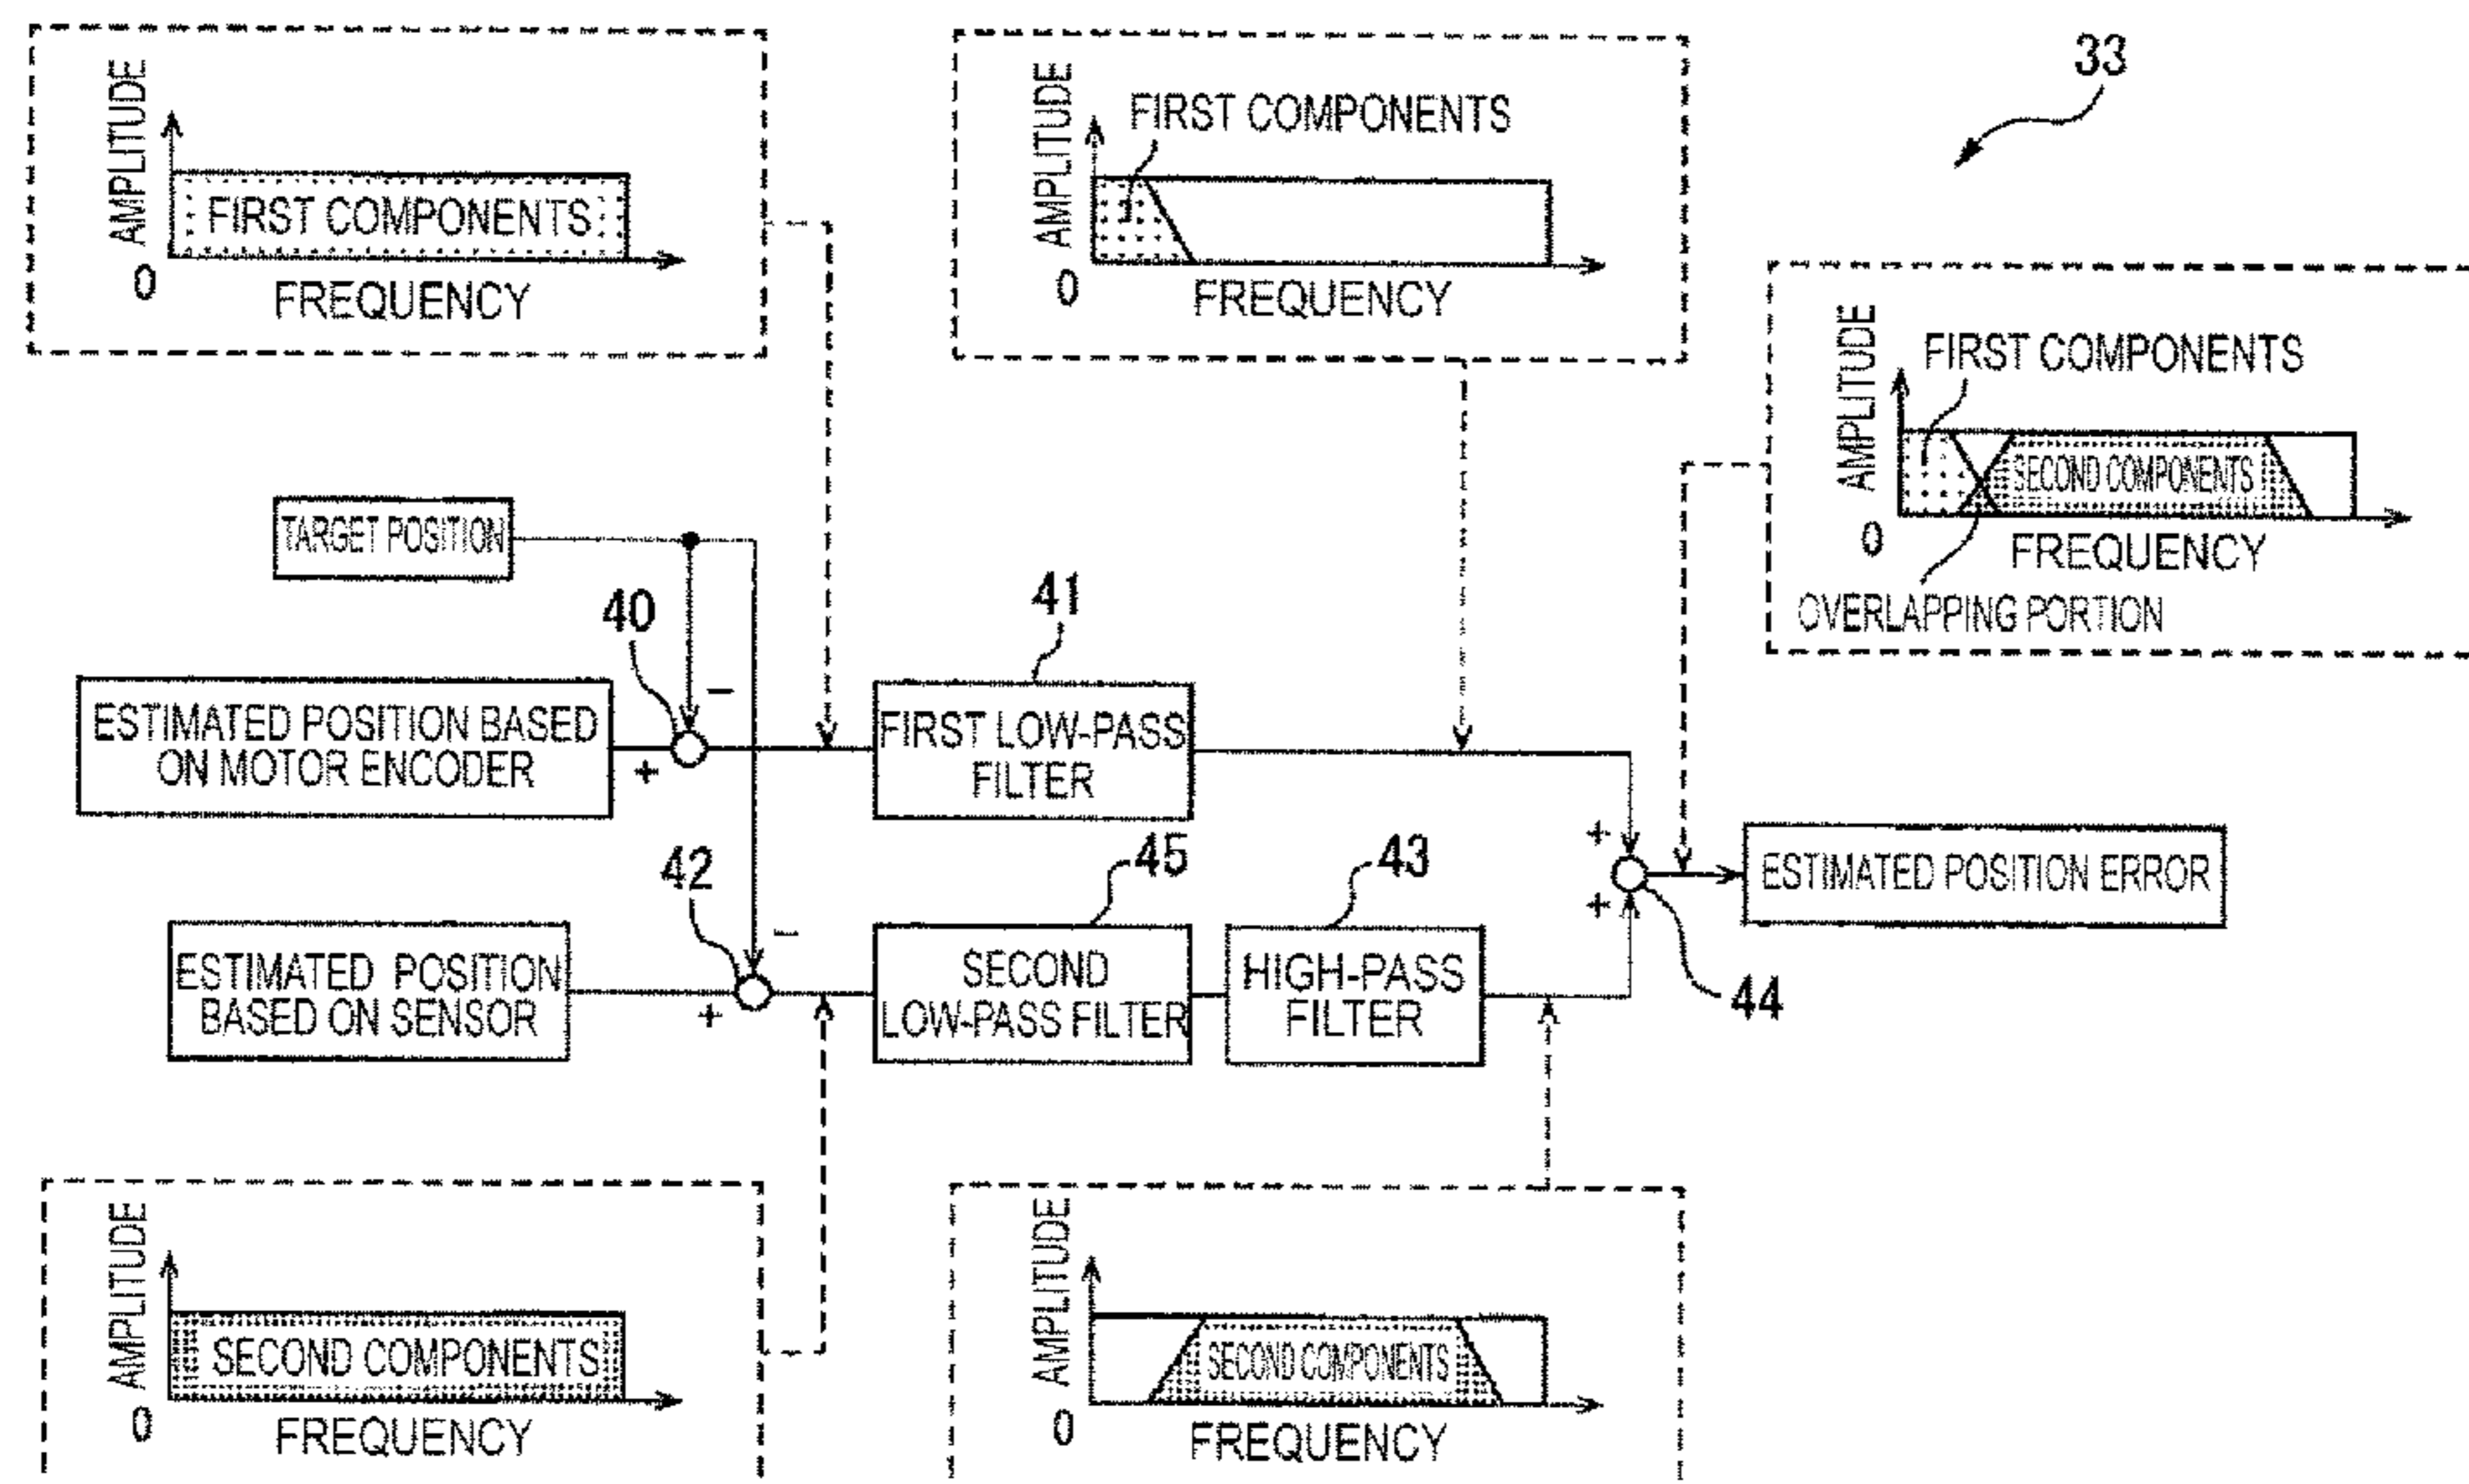 AMPLITUDE
FIRST COMPONENTS
0
FREQUENCY
AMPLITUDE
FIRST COMPONENTS
0
FREQUENCY
33
AMPLITUDE
FIRST COMPONENTS
SECOND COMPONENTS
0
FREQUENCY
OVERLAPPING PORTION
TARGET POSITION
40
41
−
ESTIMATED POSITION BASED
ON MOTOR ENCODER
+
FIRST LOW-PASS
FILTER
+
ESTIMATED POSITION ERROR
+
44
42
45
43
−
ESTIMATED POSITION
BASED ON SENSOR
+
SECOND
LOW-PASS FILTER
HIGH-PASS
FILTER
AMPLITUDE
SECOND COMPONENTS
0
FREQUENCY
AMPLITUDE
SECOND COMPONENTS
0
FREQUENCY